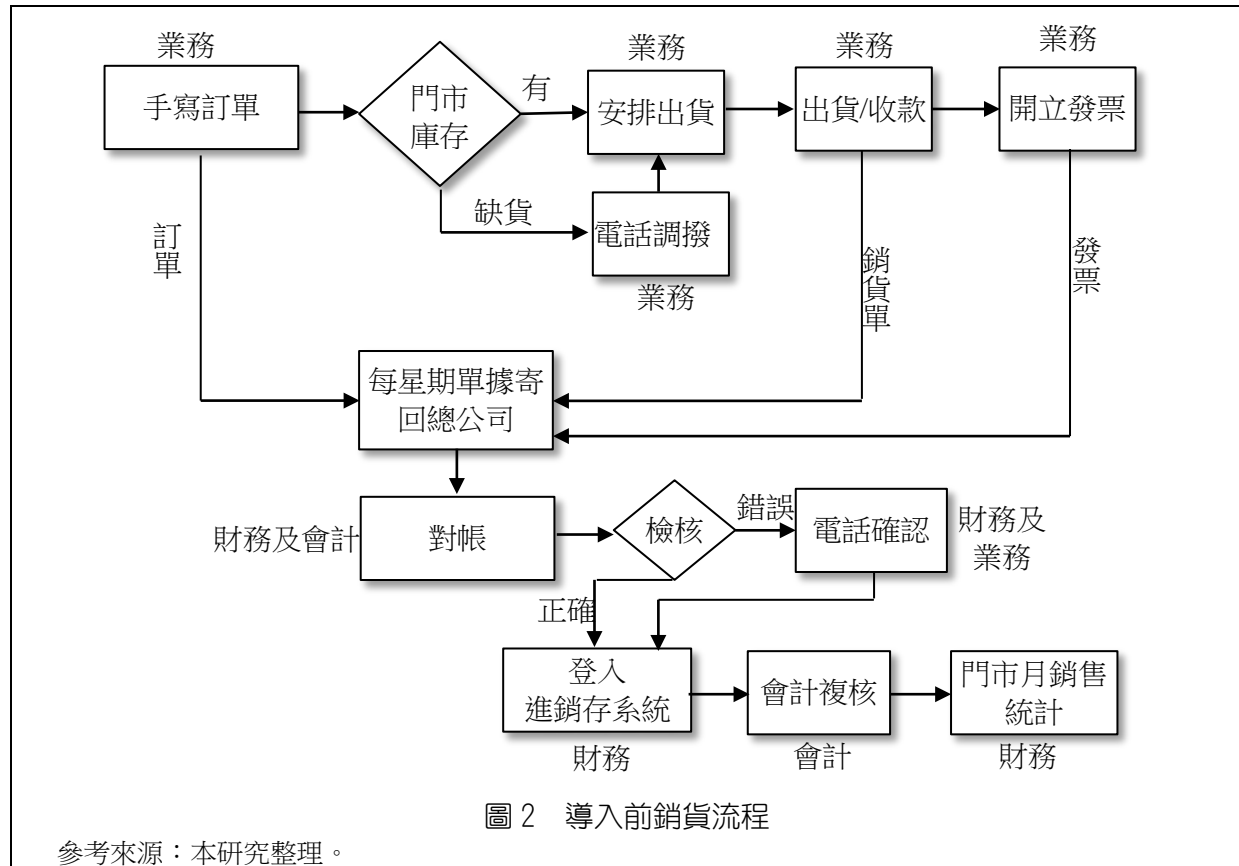 業務
手寫訂單
門市
庫存
有
業務
安排出貨
業務
出貨/收款
業務
開立發票
缺貨
電話調撥
業務
訂單
銷貨單
發票
每星期單據寄
回總公司
財務及會計
對帳
檢核
錯誤
電話確認
財務及
業務
正確
登入
進銷存系統
財務
會計複核
會計
門市月銷售
統計
財務
圖 2 導入前銷貨流程
參考來源：本研究整理。